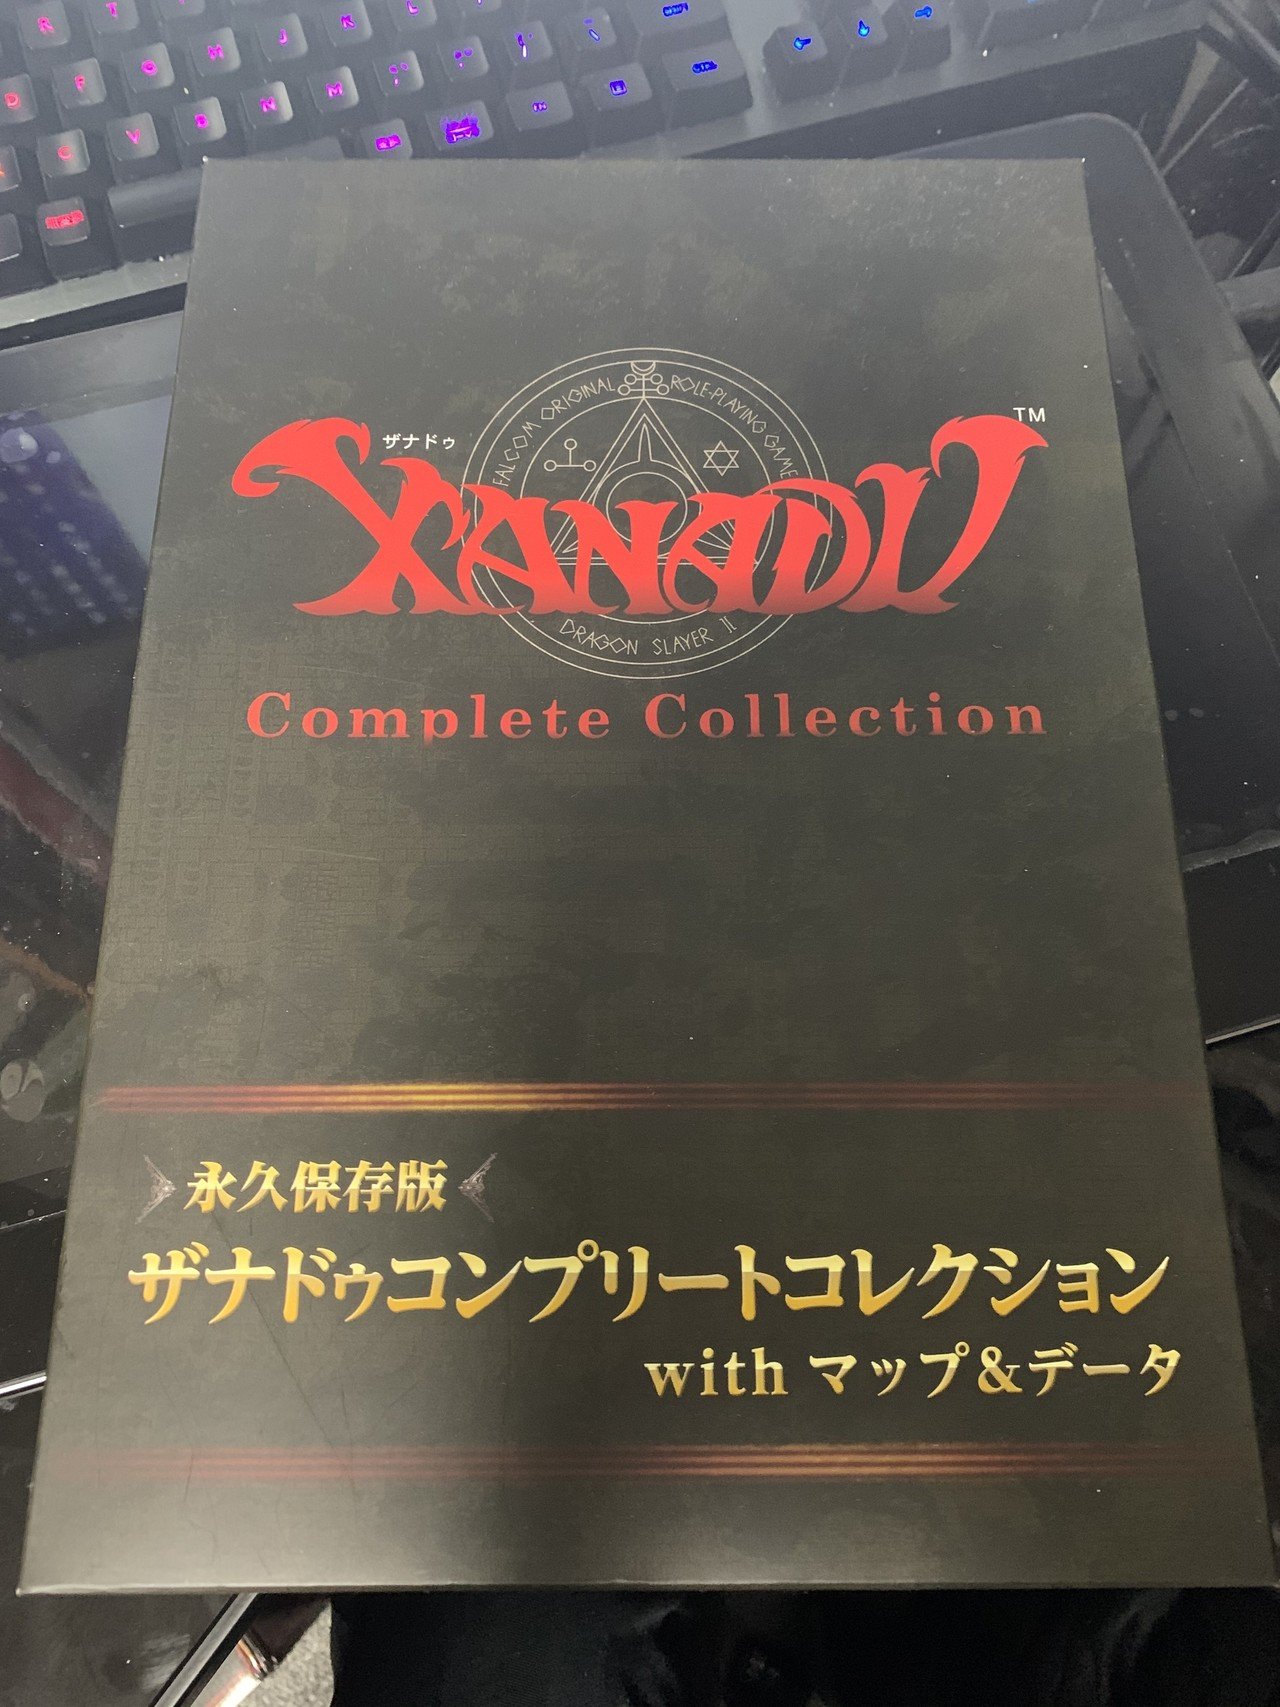 ザナドゥ
FALCOM ORIGINAL ROLE-PLAYING GAME
XANADU™
DRAGON SLAYER II
Complete Collection
永久保存版
ザナドゥコンプリートコレクション
with マップ&データ